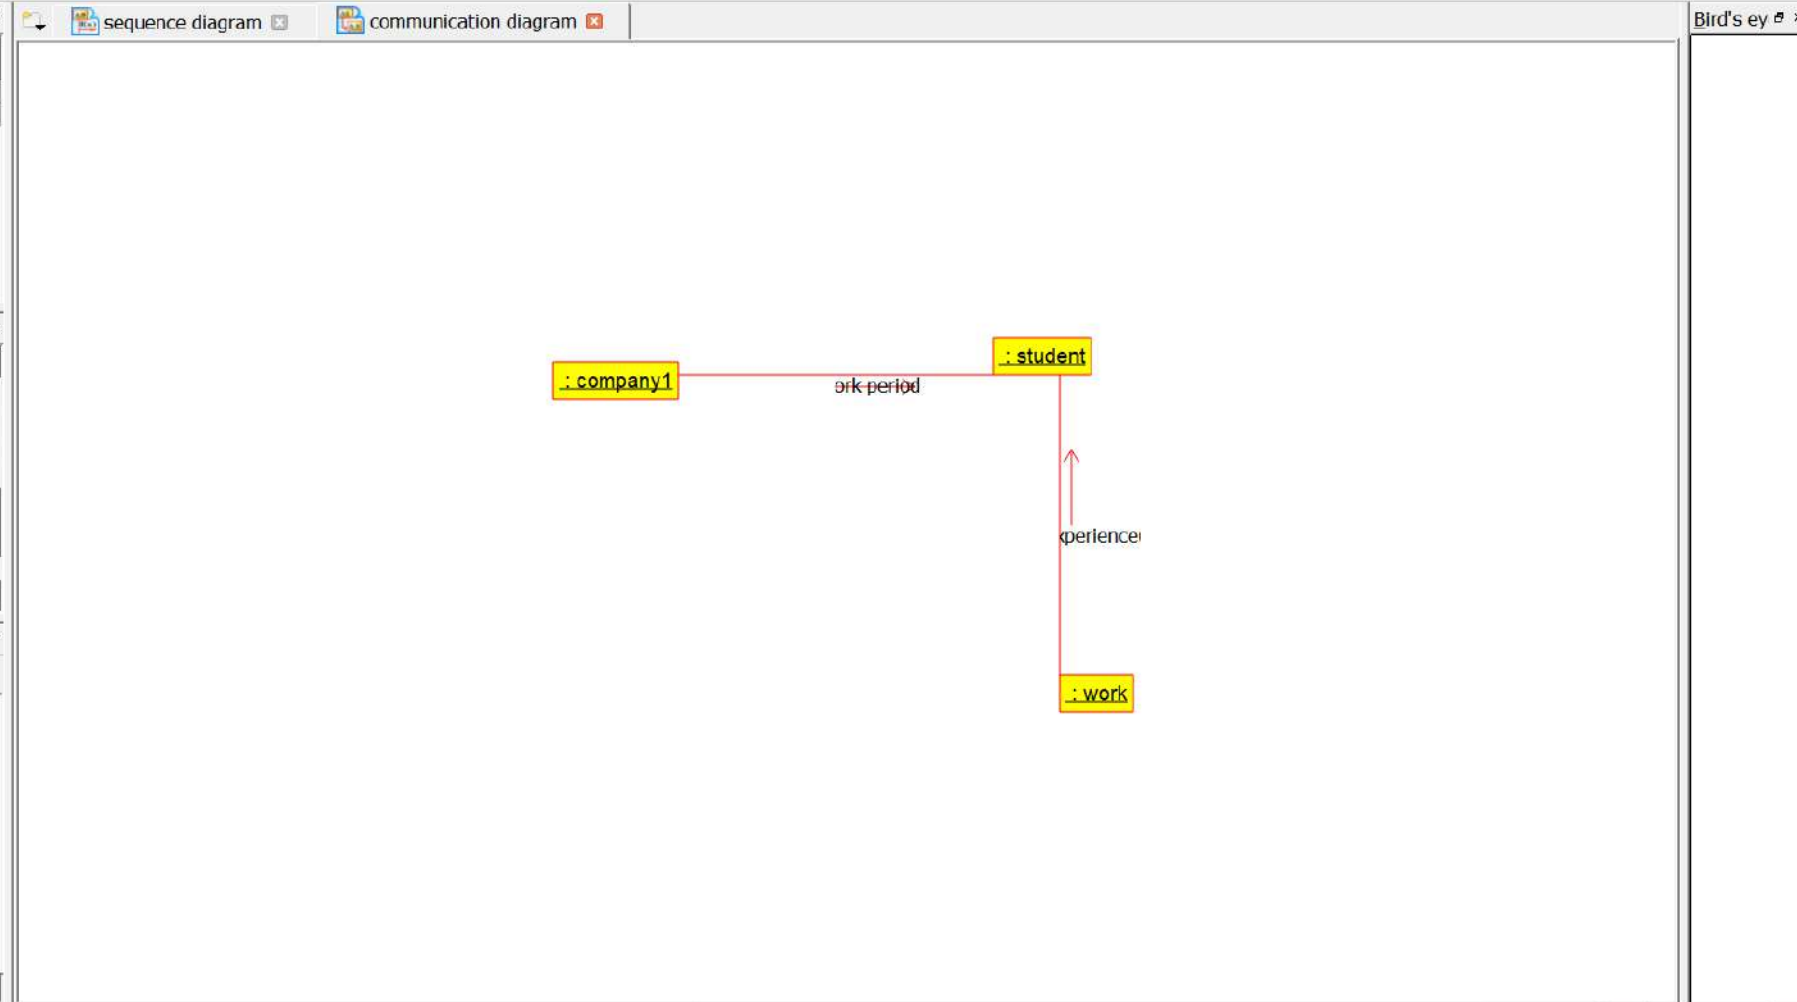 sequence diagram
communication diagram
Bird's ey
: student
: company1
ork period
xperience
: work